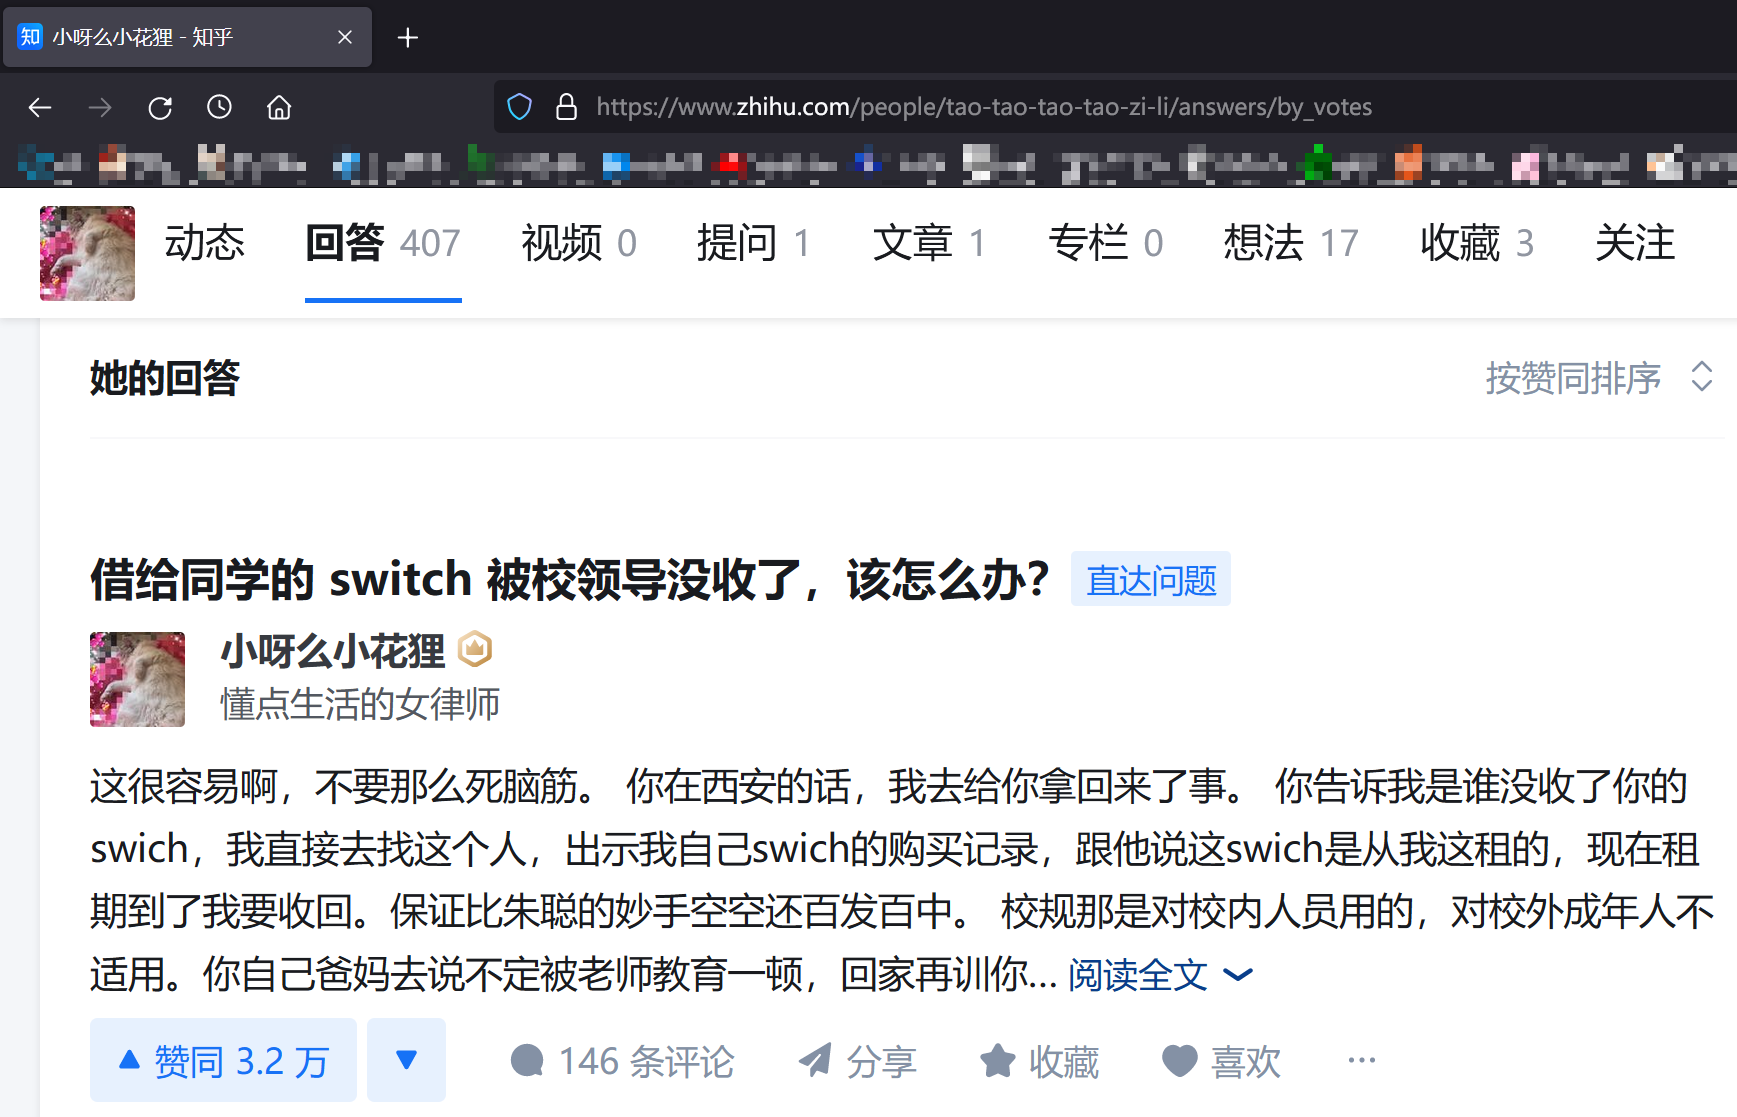 知 小呀么小花狸 - 知乎
https://www.zhihu.com/people/tao-tao-tao-tao-zi-li/answers/by_votes
动态 回答 407 视频 0 提问 1 文章 1 专栏 0 想法 17 收藏 3 关注
她的回答 按赞同排序
借给同学的 switch 被校领导没收了，该怎么办？ 直达问题
小呀么小花狸
懂点生活的女律师
这很容易啊，不要那么死脑筋。 你在西安的话，我去给你拿回来了事。 你告诉我是谁没收了你的
swich，我直接去找这个人，出示我自己swich的购买记录，跟他说这swich是从我这租的，现在租
期到了我要收回。保证比朱聪的妙手空空还百发百中。 校规那是对校内人员用的，对校外成年人不
适用。你自己爸妈去说不定被老师教育一顿，回家再训你... 阅读全文
赞同 3.2 万 146 条评论 分享 收藏 喜欢 ···